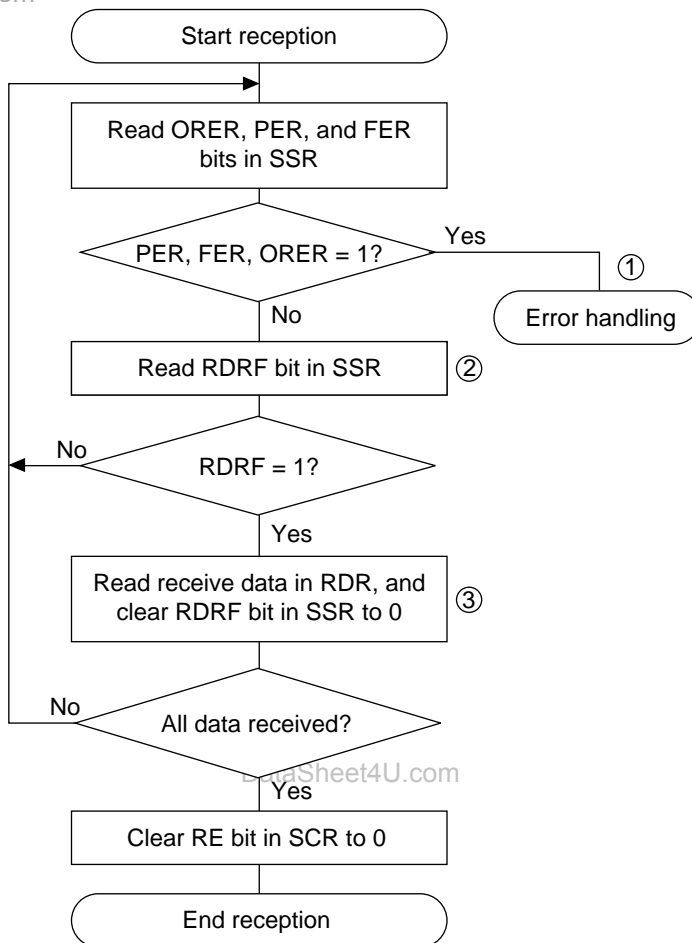 Start reception
Read ORER, PER, and FER
bits in SSR
PER, FER, ORER = 1?
Yes
①
Error handling
No
Read RDRF bit in SSR
②
No
RDRF = 1?
Yes
Read receive data in RDR, and
clear RDRF bit in SSR to 0
③
No
All data received?
DataSheet4U.com
Yes
Clear RE bit in SCR to 0
End reception